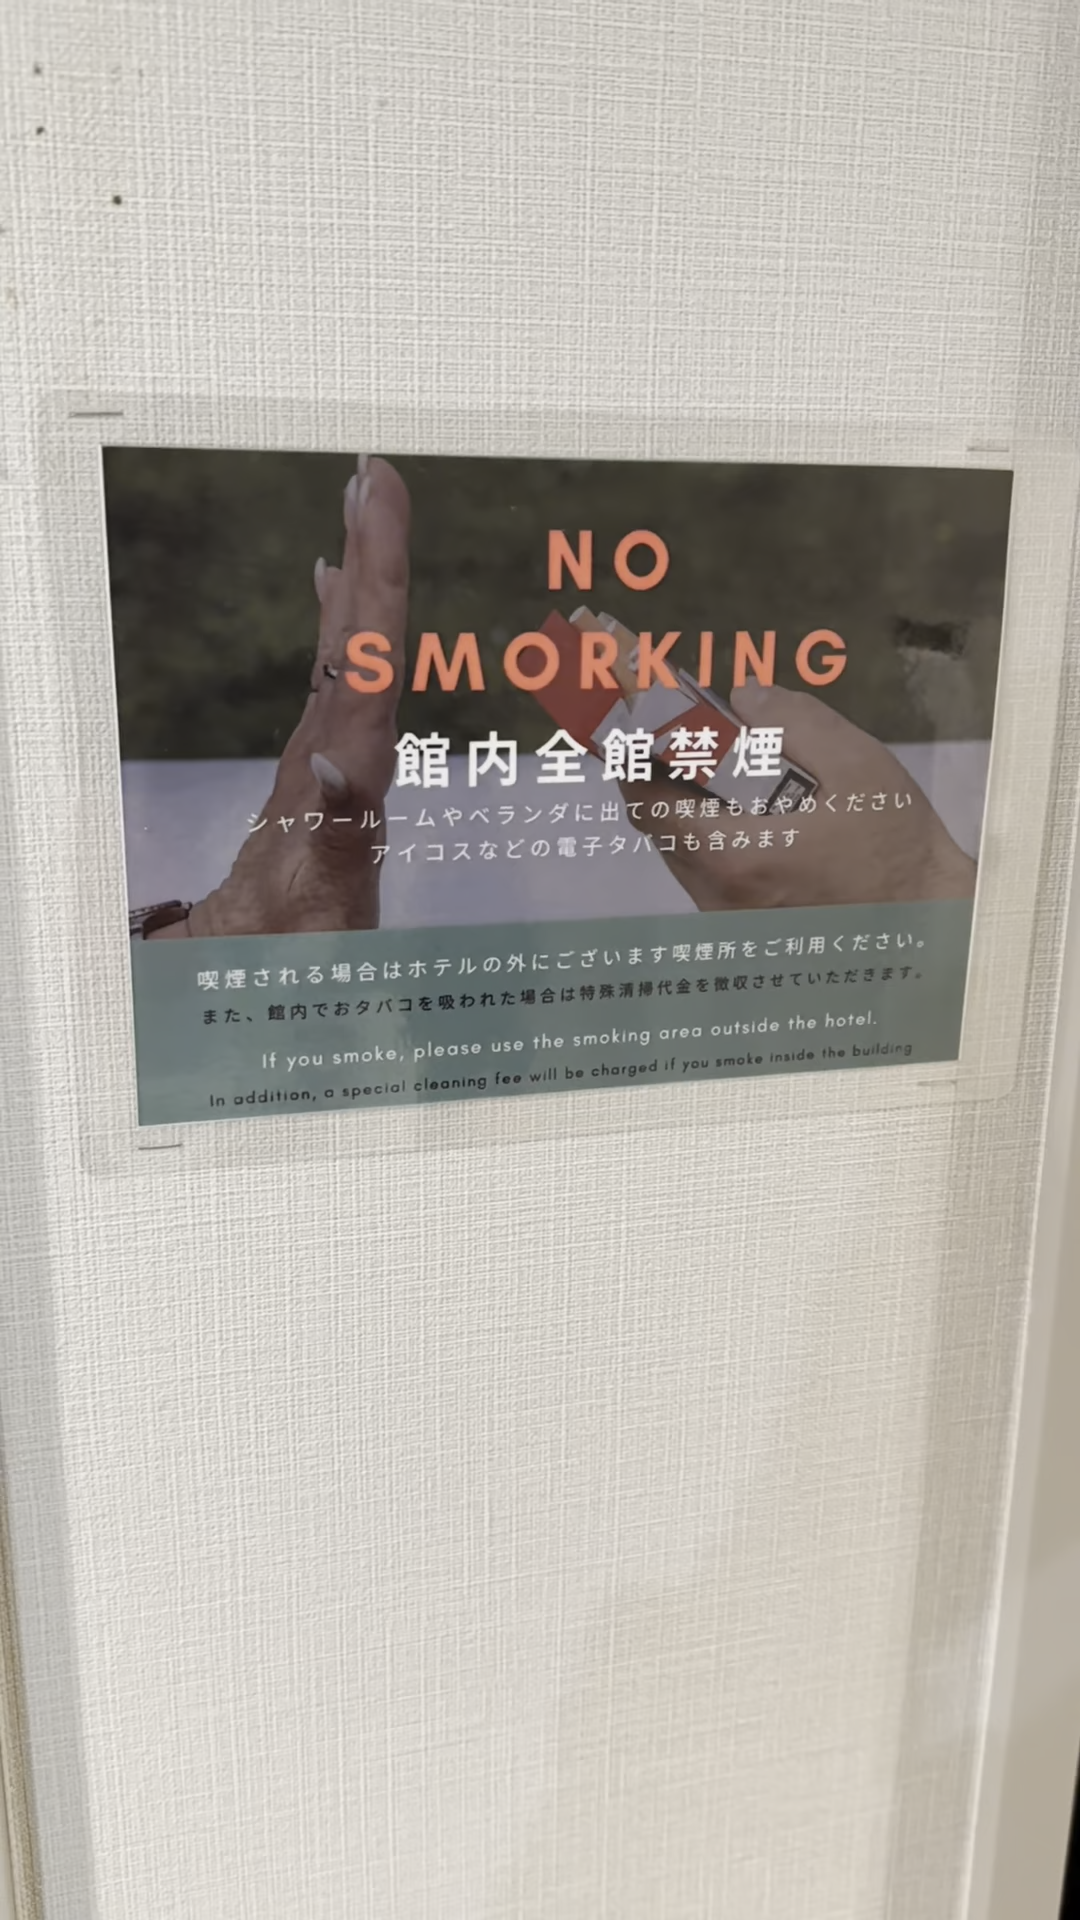 NO
SMORKING
館内全館禁煙
シャワールームやベランダに出ての喫煙もおやめください
アイコスなどの電子タバコも含みます
喫煙される場合はホテルの外にございます喫煙所をご利用ください。
また、館内でおタバコを吸われた場合は特殊清掃代金を徴収させていただきます。
If you smoke, please use the smoking area outside the hotel.
In addition, a special cleaning fee will be charged if you smoke inside the building